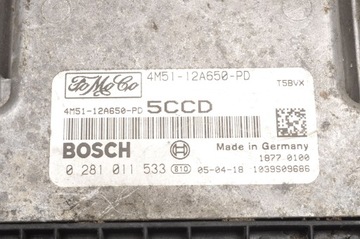 FoMoCo 4M51-12A650-PD
T5BVX
4M51-12A650-PD 5CCD
BOSCH Made in Germany
1877 0100
0 281 011 533 810 05-04-18 1039S09686